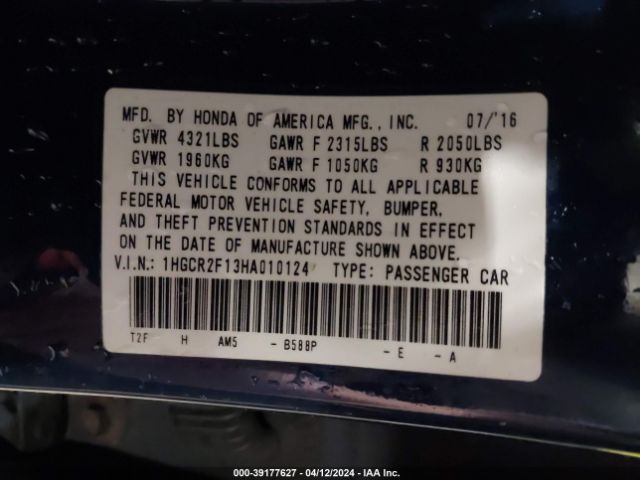 MFD. BY HONDA OF AMERICA MFG., INC. 07/'16
GVWR 4321LBS GAWR F 2315LBS R 2050LBS
GVWR 1960KG GAWR F 1050KG R 930KG
THIS VEHICLE CONFORMS TO ALL APPLICABLE
FEDERAL MOTOR VEHICLE SAFETY, BUMPER,
AND THEFT PREVENTION STANDARDS IN EFFECT
ON THE DATE OF MANUFACTURE SHOWN ABOVE.
V.I.N.: 1HGCR2F13HA010124 TYPE: PASSENGER CAR
T2F H AM5 - B588P - E - A
000-39177627 - 04/12/2024 - IAA Inc.